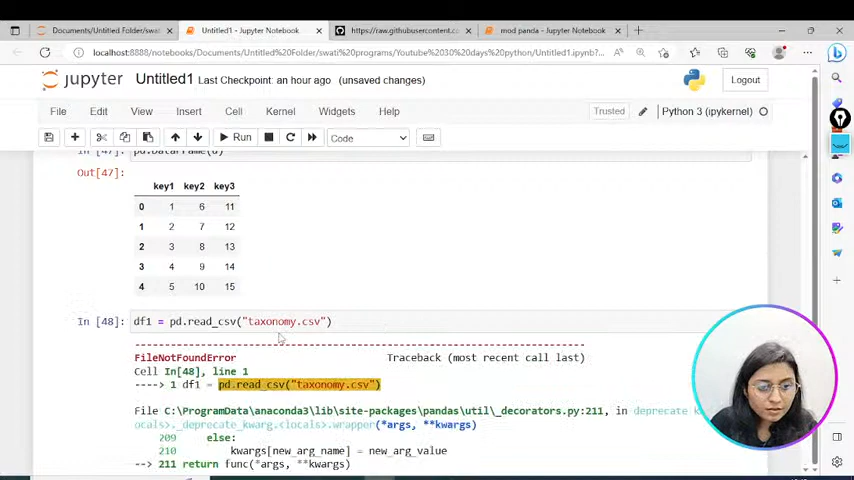 Documents/Untitled Folder/swati
Untitled1 - Jupyter Notebook
https://raw.githubusercontent.co
mod panda - Jupyter Notebook
localhost:8888/notebooks/Documents/Untitled%20Folder/swati%20programs/Youtube%2030%20days%20python/Untitled1.ipynb?...
jupyter Untitled1 Last Checkpoint: an hour ago (unsaved changes)
Logout
File Edit View Insert Cell Kernel Widgets Help
Trusted
Python 3 (ipykernel)
Run
Code
In [47]: pd.DataFrame(d)
Out[47]:
key1 key2 key3
0 1 6 11
1 2 7 12
2 3 8 13
3 4 9 14
4 5 10 15
In [48]: df1 = pd.read_csv("taxonomy.csv")
---------------------------------------------------------------------------
FileNotFoundError Traceback (most recent call last)
Cell In[48], line 1
----> 1 df1 = pd.read_csv("taxonomy.csv")
File C:\ProgramData\anaconda3\lib\site-packages\pandas\util\_decorators.py:211, in deprecate_k
ocals>._deprecate_kwarg.<locals>.wrapper(*args, **kwargs)
209 else:
210 kwargs[new_arg_name] = new_arg_value
--> 211 return func(*args, **kwargs)